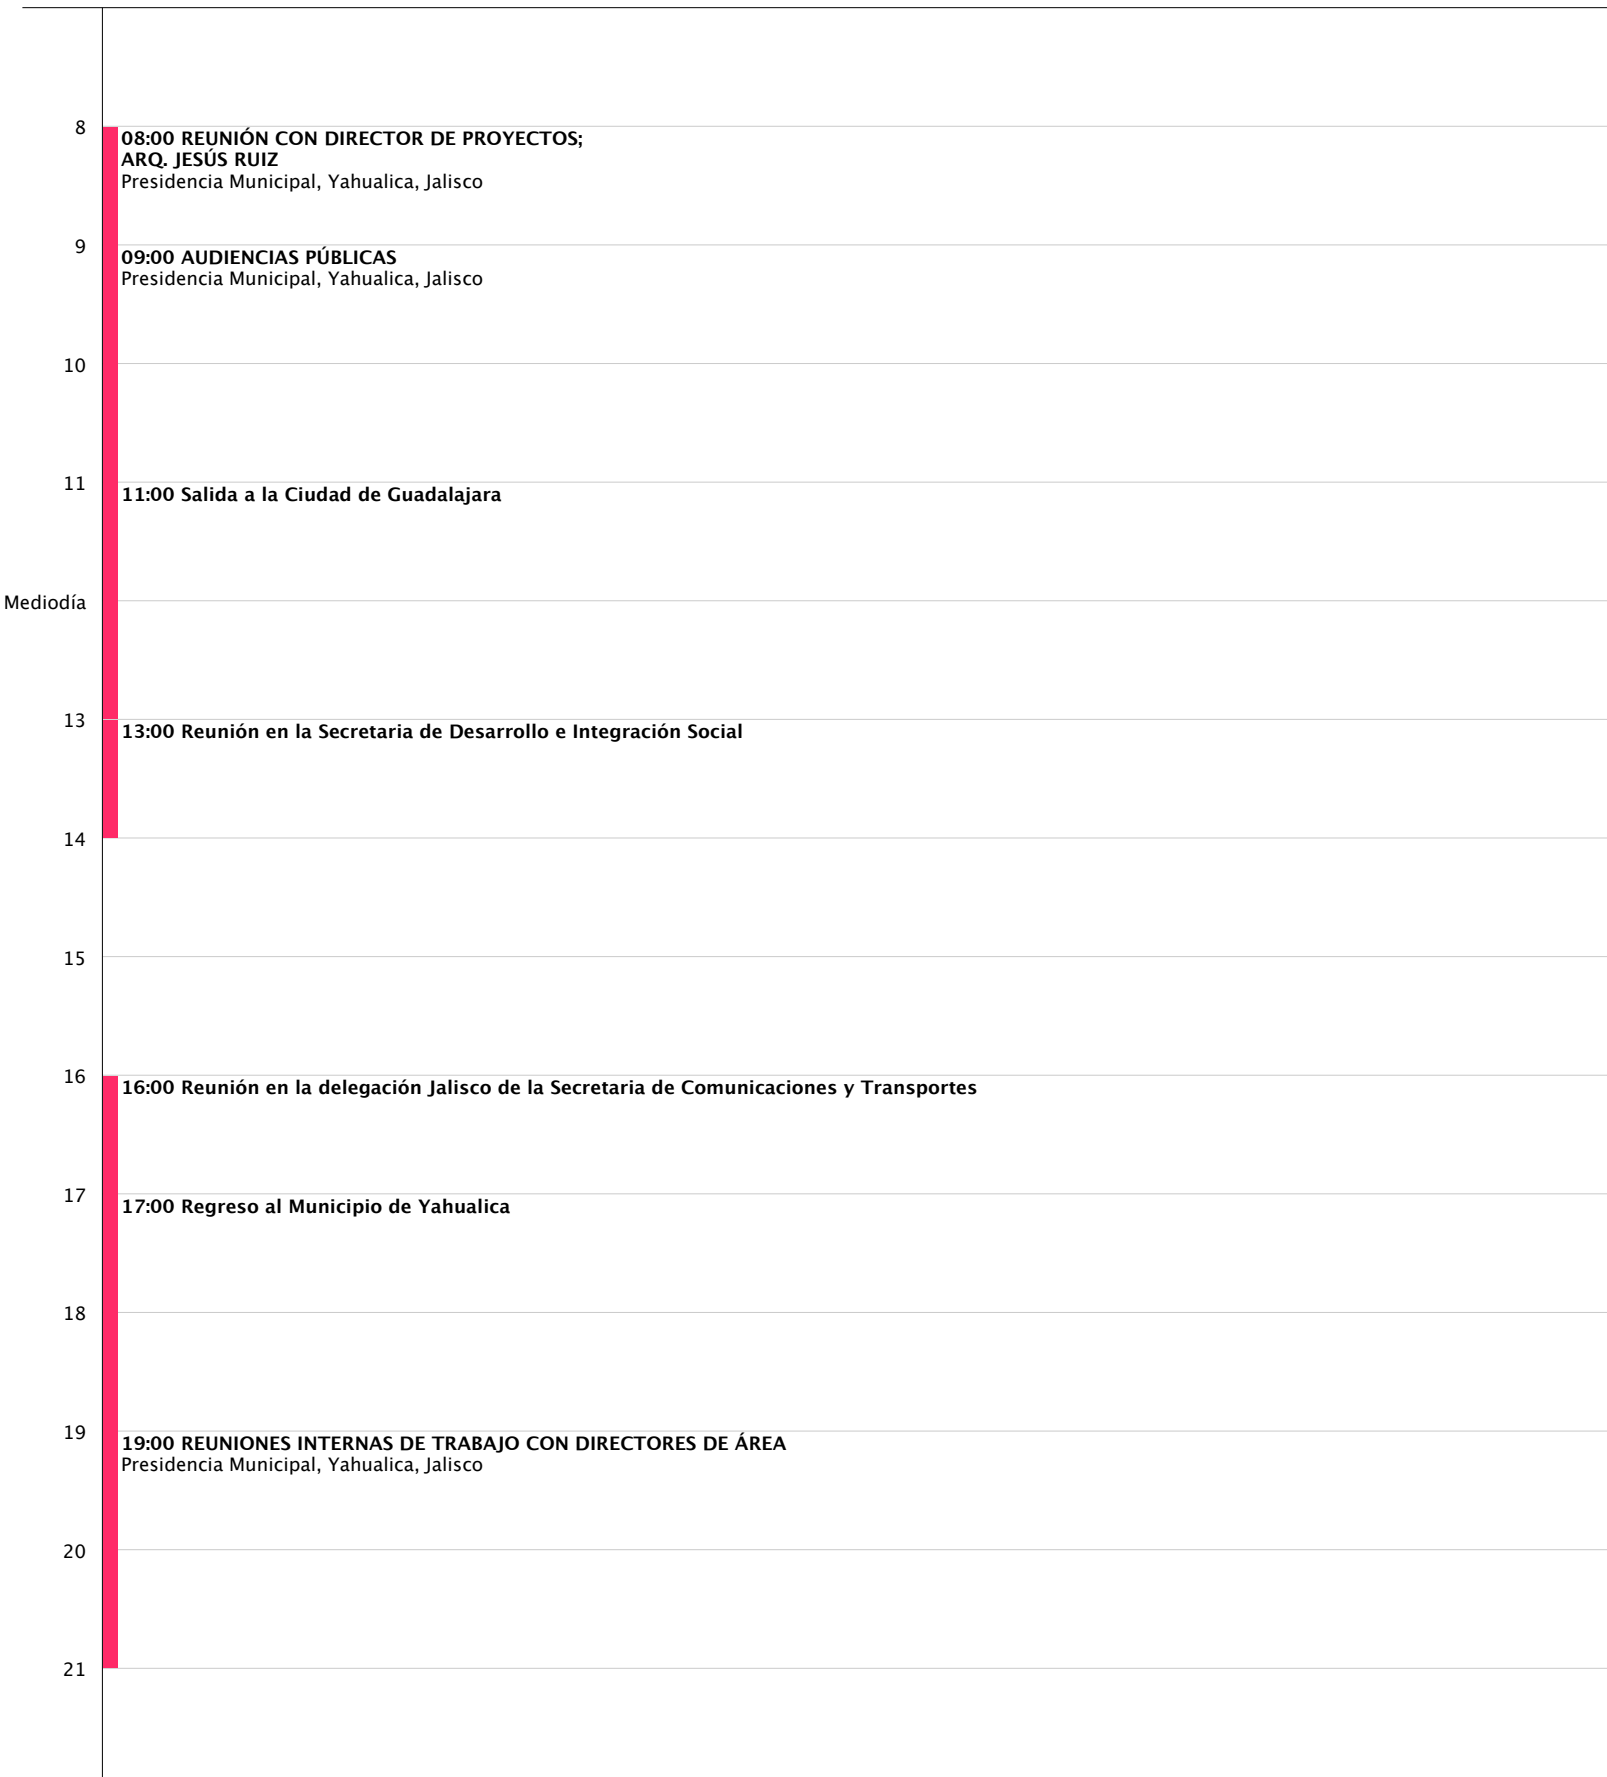 8
08:00 REUNIÓN CON DIRECTOR DE PROYECTOS;
ARQ. JESÚS RUIZ
Presidencia Municipal, Yahualica, Jalisco
9
09:00 AUDIENCIAS PÚBLICAS
Presidencia Municipal, Yahualica, Jalisco
10
11
11:00 Salida a la Ciudad de Guadalajara
Mediodía
13
13:00 Reunión en la Secretaria de Desarrollo e Integración Social
14
15
16
16:00 Reunión en la delegación Jalisco de la Secretaria de Comunicaciones y Transportes
17
17:00 Regreso al Municipio de Yahualica
18
19
19:00 REUNIONES INTERNAS DE TRABAJO CON DIRECTORES DE ÁREA
Presidencia Municipal, Yahualica, Jalisco
20
21